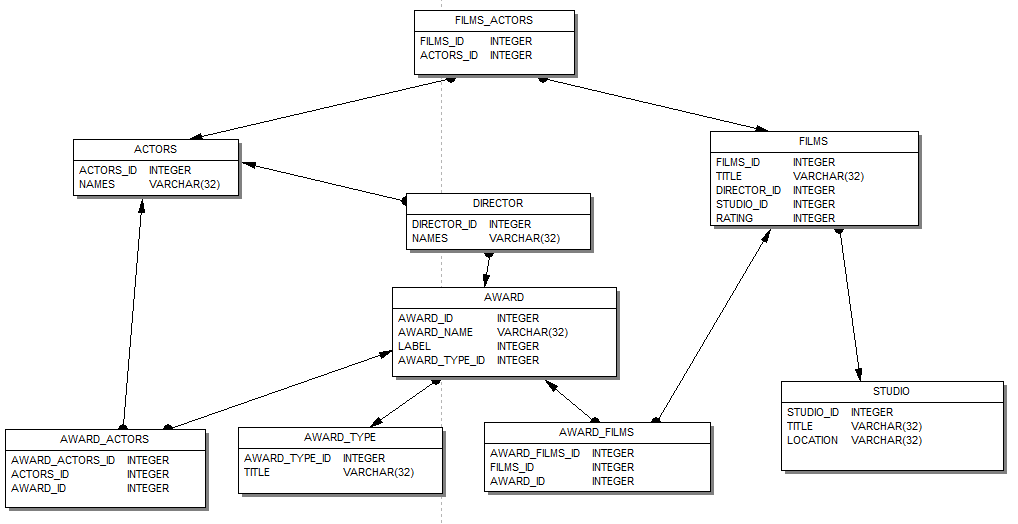 FILMS_ACTORS
FILMS_ID INTEGER
ACTORS_ID INTEGER
ACTORS
ACTORS_ID INTEGER
NAMES VARCHAR(32)
FILMS
FILMS_ID INTEGER
TITLE VARCHAR(32)
DIRECTOR_ID INTEGER
STUDIO_ID INTEGER
RATING INTEGER
DIRECTOR
DIRECTOR_ID INTEGER
NAMES VARCHAR(32)
AWARD
AWARD_ID INTEGER
AWARD_NAME VARCHAR(32)
LABEL INTEGER
AWARD_TYPE_ID INTEGER
STUDIO
STUDIO_ID INTEGER
TITLE VARCHAR(32)
LOCATION VARCHAR(32)
AWARD_ACTORS
AWARD_ACTORS_ID INTEGER
ACTORS_ID INTEGER
AWARD_ID INTEGER
AWARD_TYPE
AWARD_TYPE_ID INTEGER
TITLE VARCHAR(32)
AWARD_FILMS
AWARD_FILMS_ID INTEGER
FILMS_ID INTEGER
AWARD_ID INTEGER